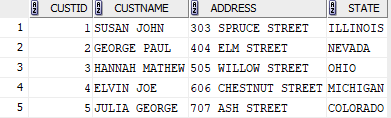 CUSTID CUSTNAME ADDRESS STATE
1 1 SUSAN JOHN 303 SPRUCE STREET ILLINOIS
2 2 GEORGE PAUL 404 ELM STREET NEVADA
3 3 HANNAH MATHEW 505 WILLOW STREET OHIO
4 4 ELVIN JOE 606 CHESTNUT STREET MICHIGAN
5 5 JULIA GEORGE 707 ASH STREET COLORADO